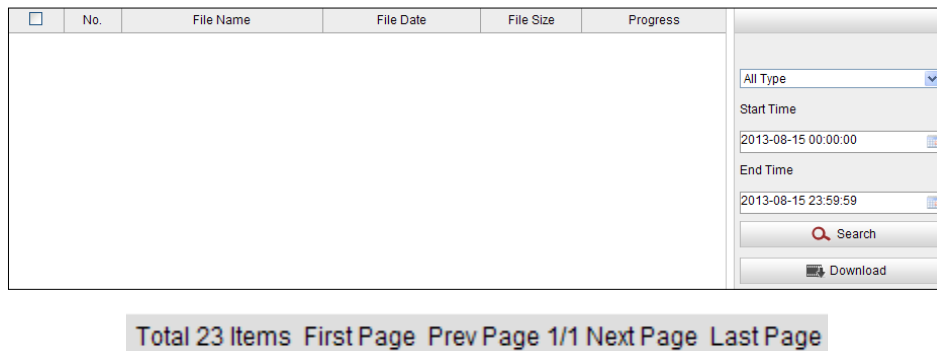 No. File Name File Date File Size Progress
All Type
Start Time
2013-08-15 00:00:00
End Time
2013-08-15 23:59:59
Search
Download
Total 23 Items First Page Prev Page 1/1 Next Page Last Page